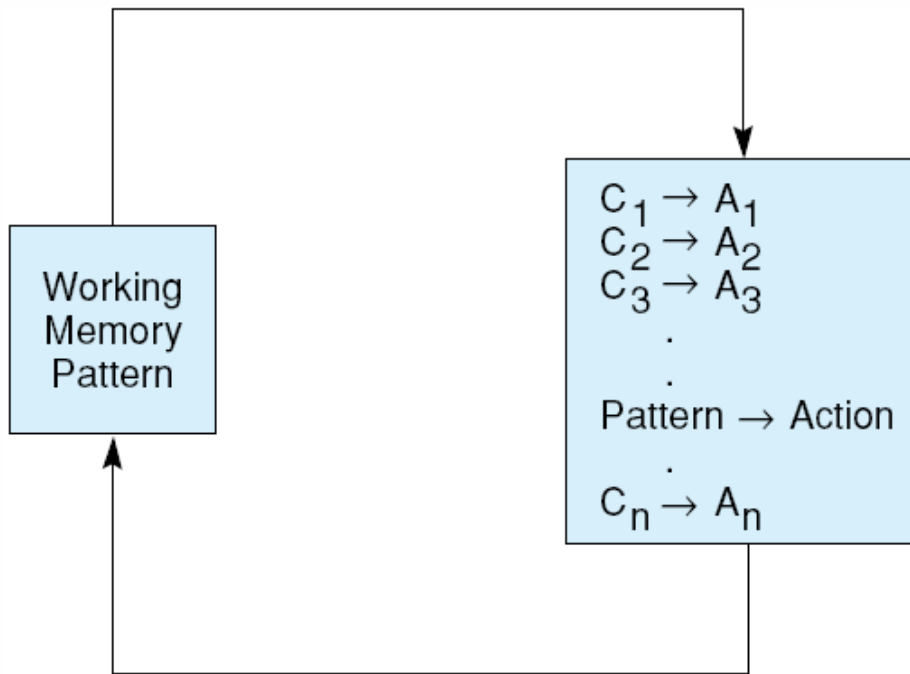 Working
Memory
Pattern
C₁ → A₁
C₂ → A₂
C₃ → A₃
.
.
Pattern → Action
.
Cₙ → Aₙ